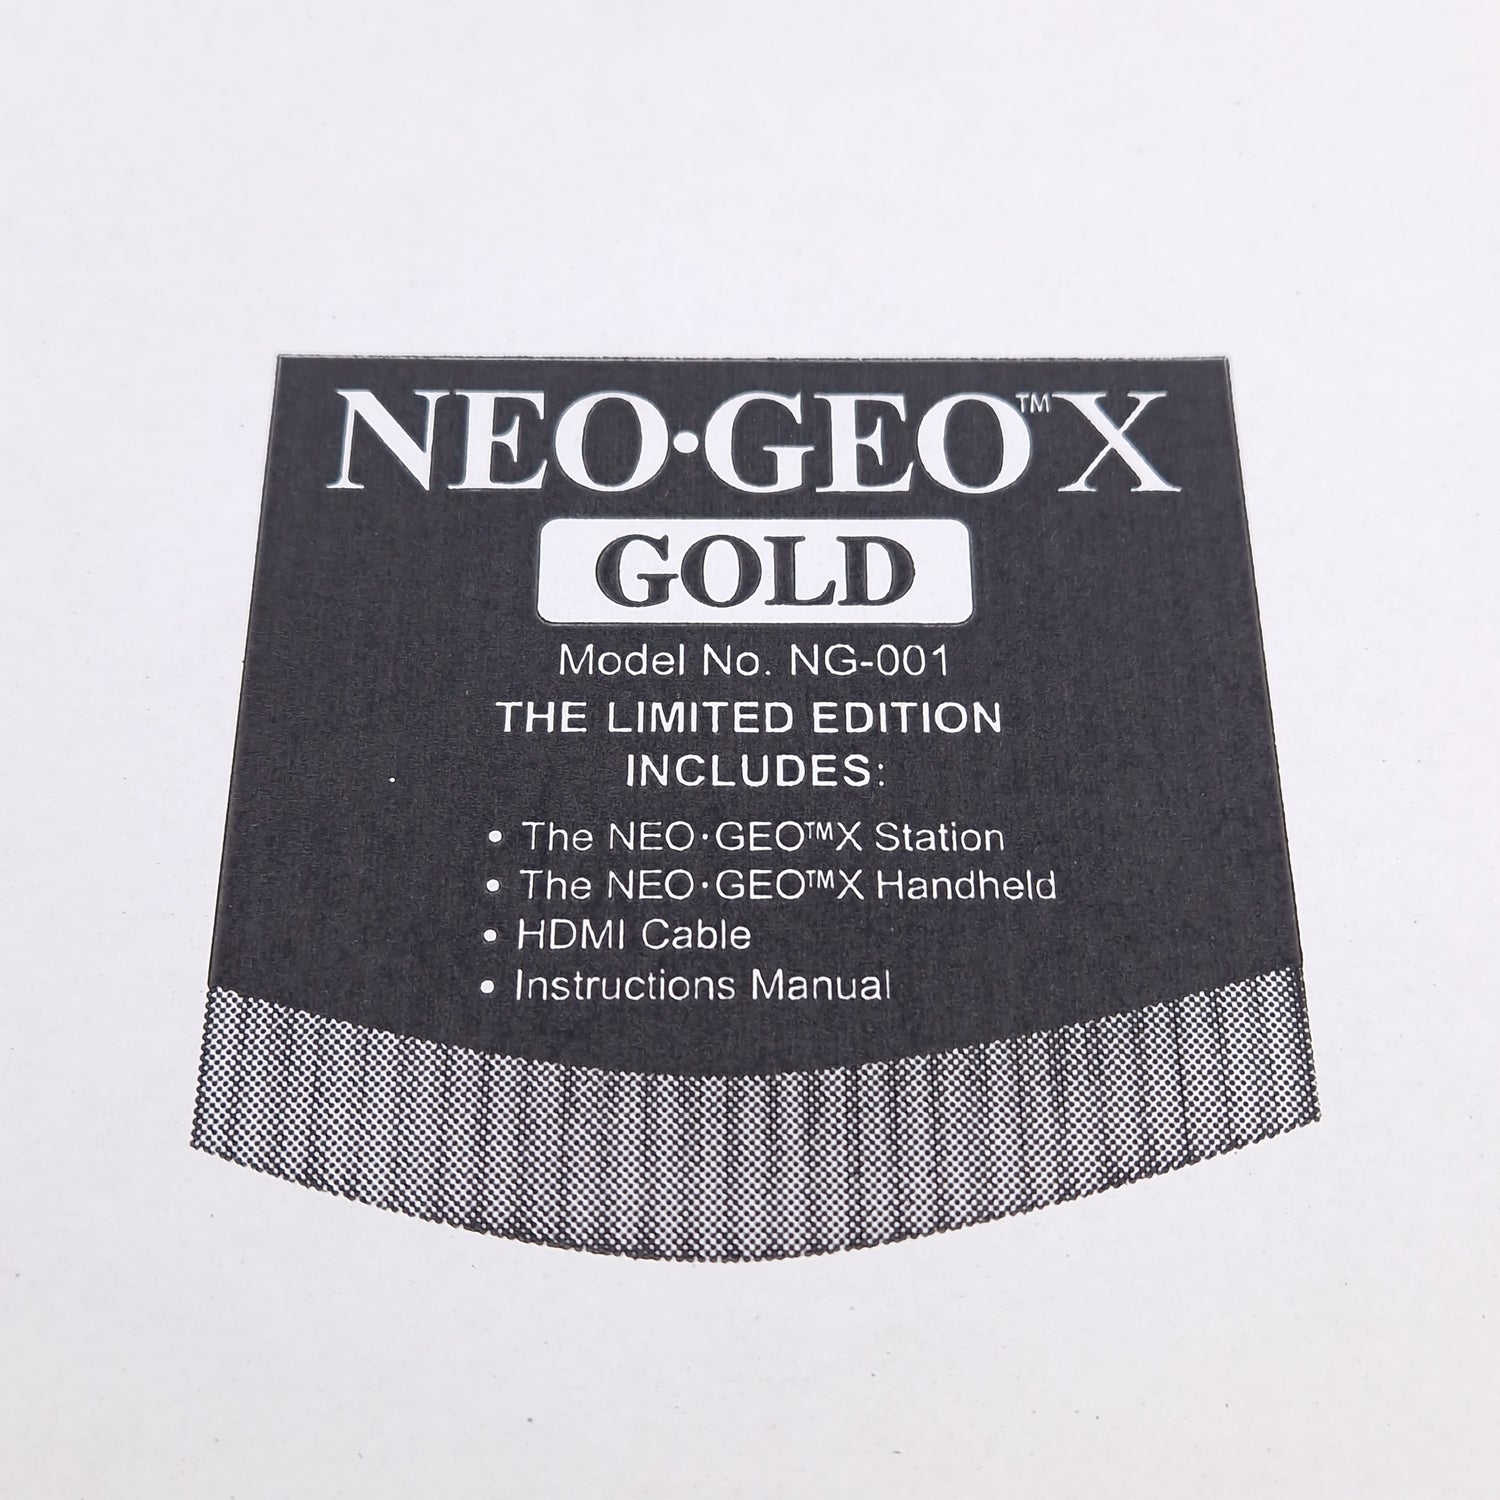 NEO·GEO™X
GOLD
Model No. NG-001
THE LIMITED EDITION
INCLUDES:
• The NEO·GEO™X Station
• The NEO·GEO™X Handheld
• HDMI Cable
• Instructions Manual